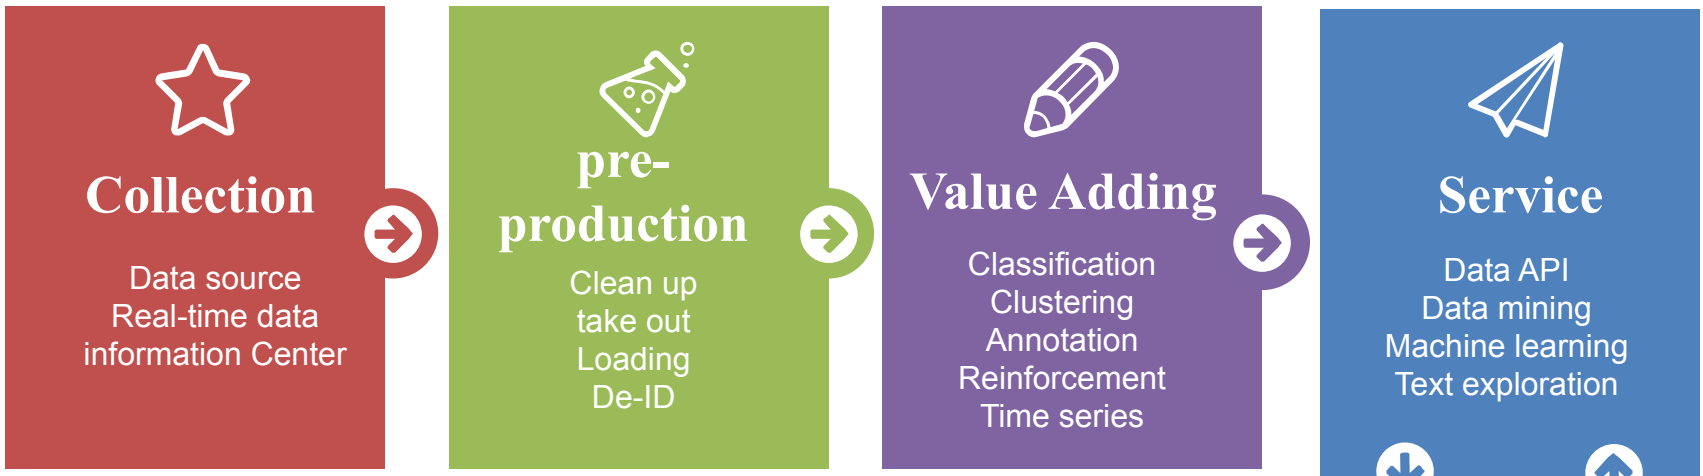 Collection
Data source
Real-time data
information Center
pre-
production
Clean up
take out
Loading
De-ID
Value Adding
Classification
Clustering
Annotation
Reinforcement
Time series
Service
Data API
Data mining
Machine learning
Text exploration